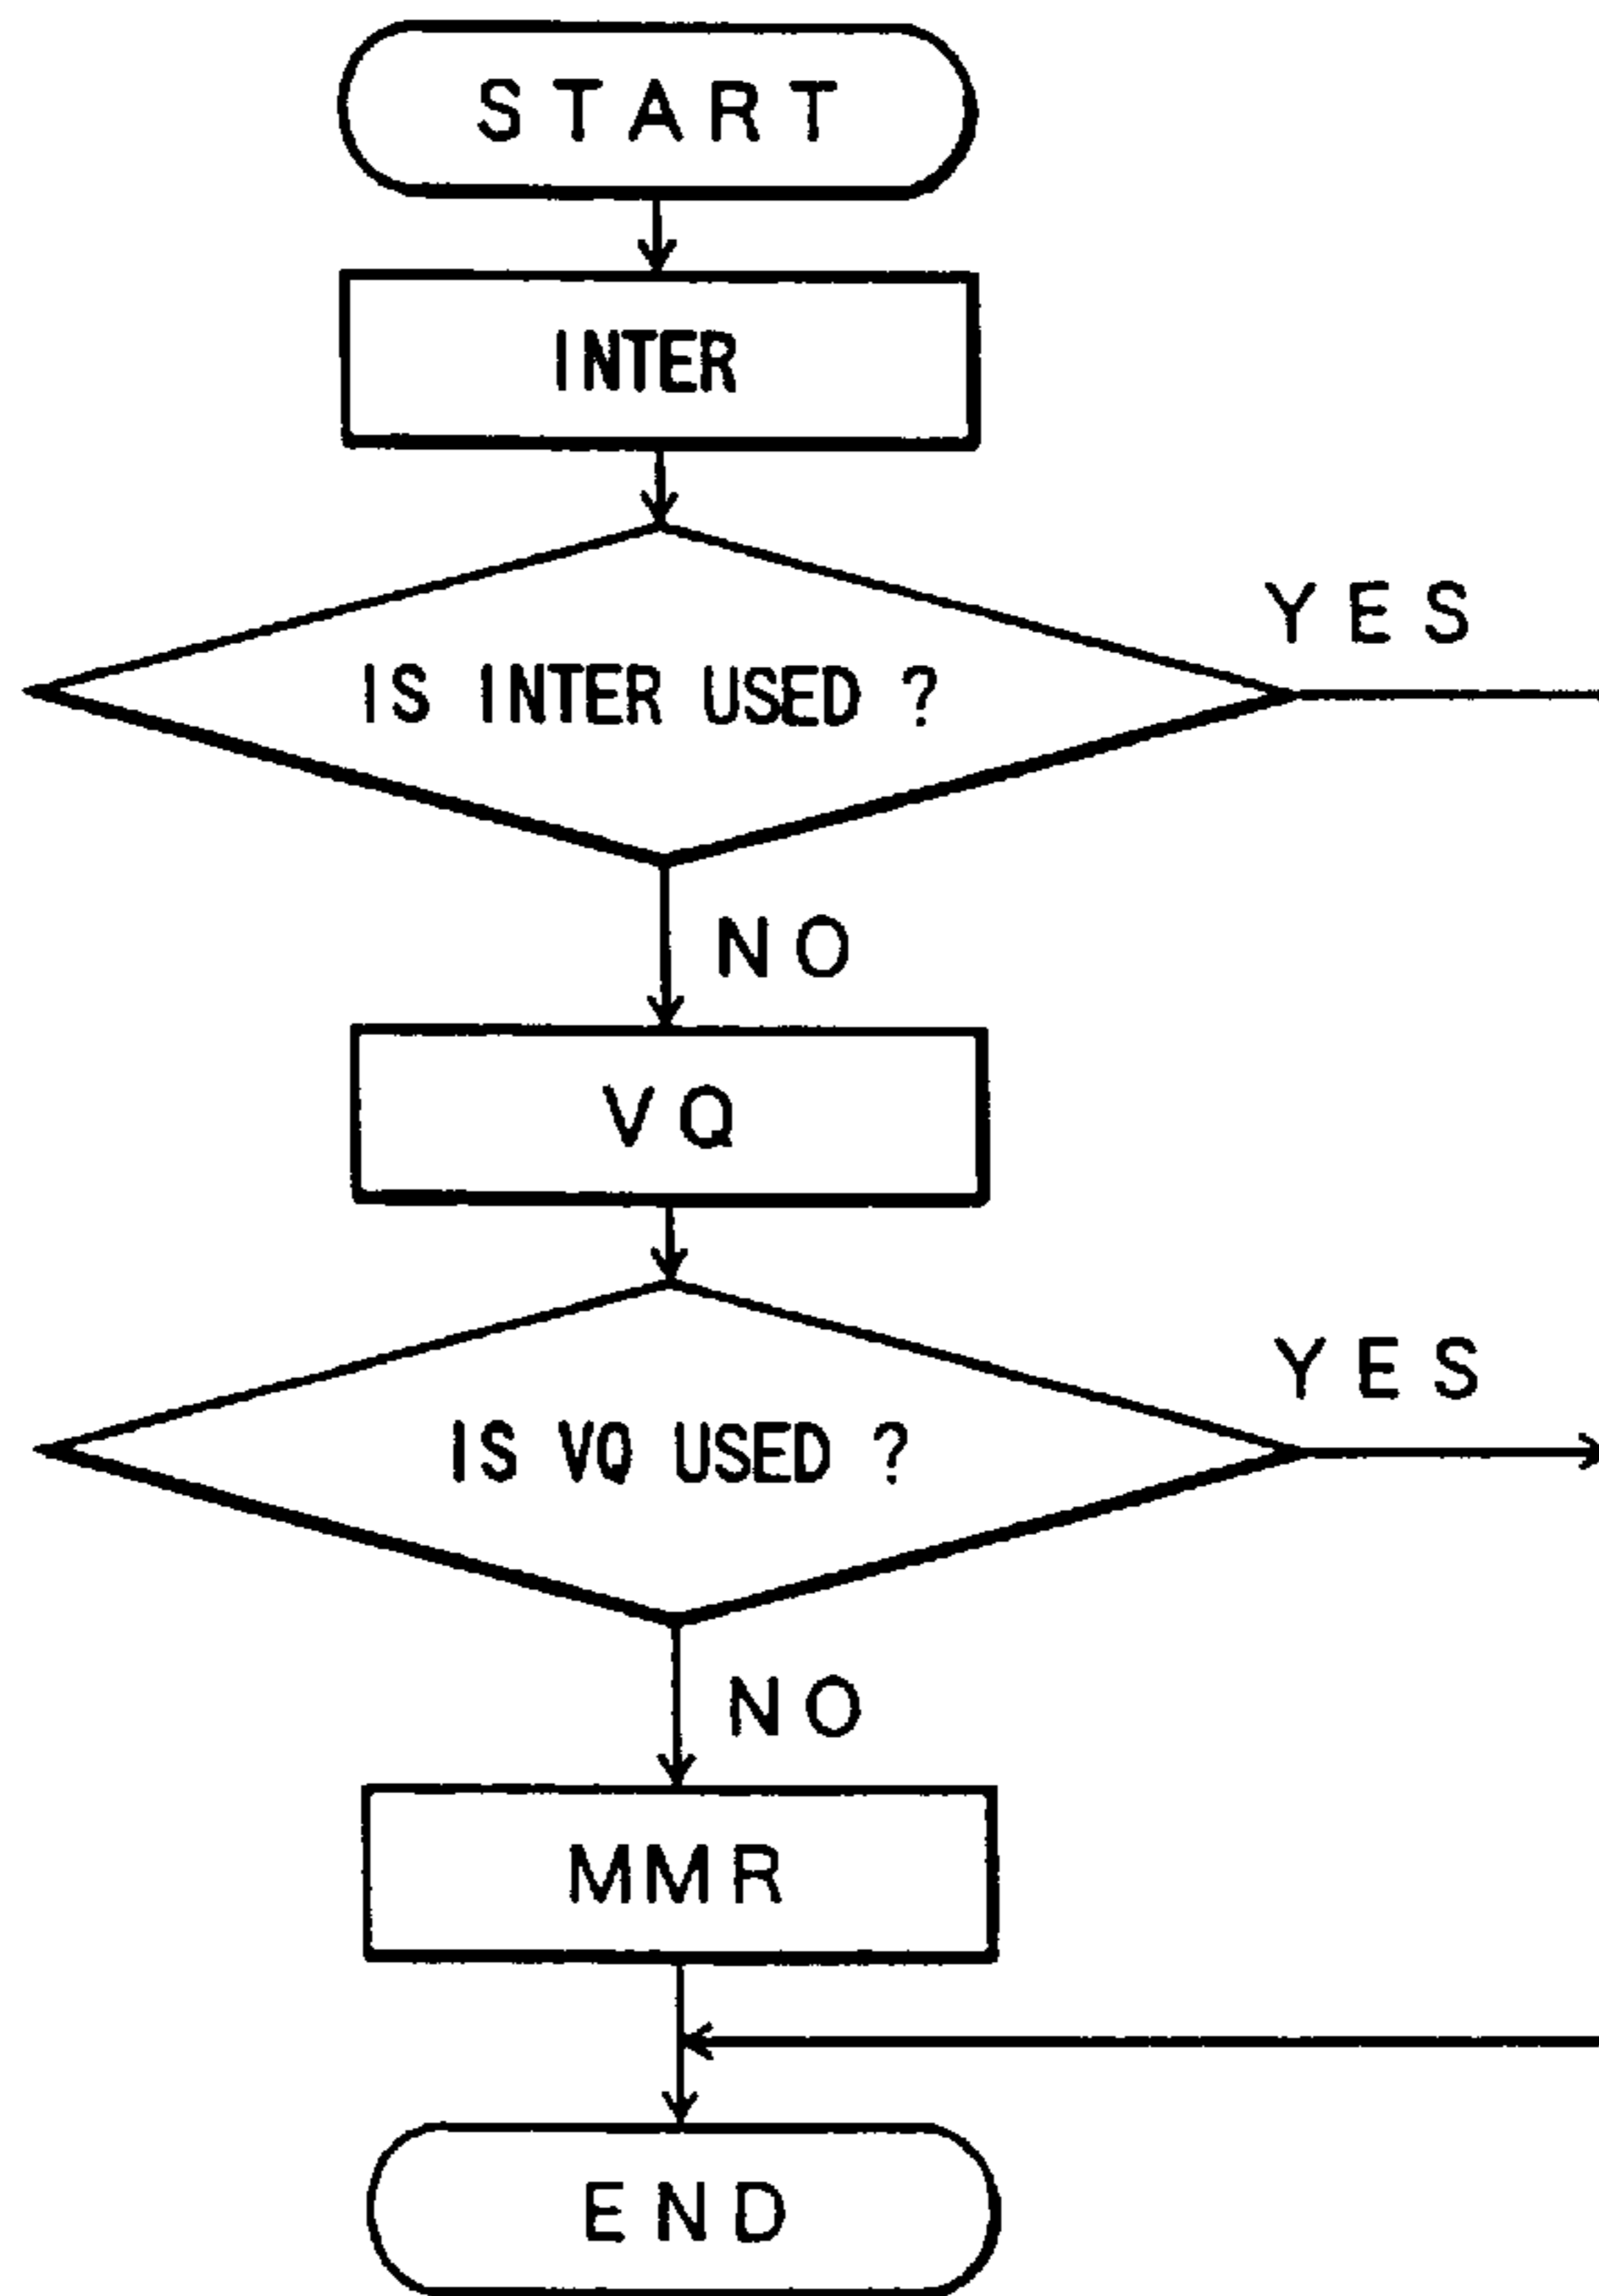 START
INTER
YES
IS INTER USED ?
NO
VQ
YES
IS VQ USED ?
NO
MMR
END